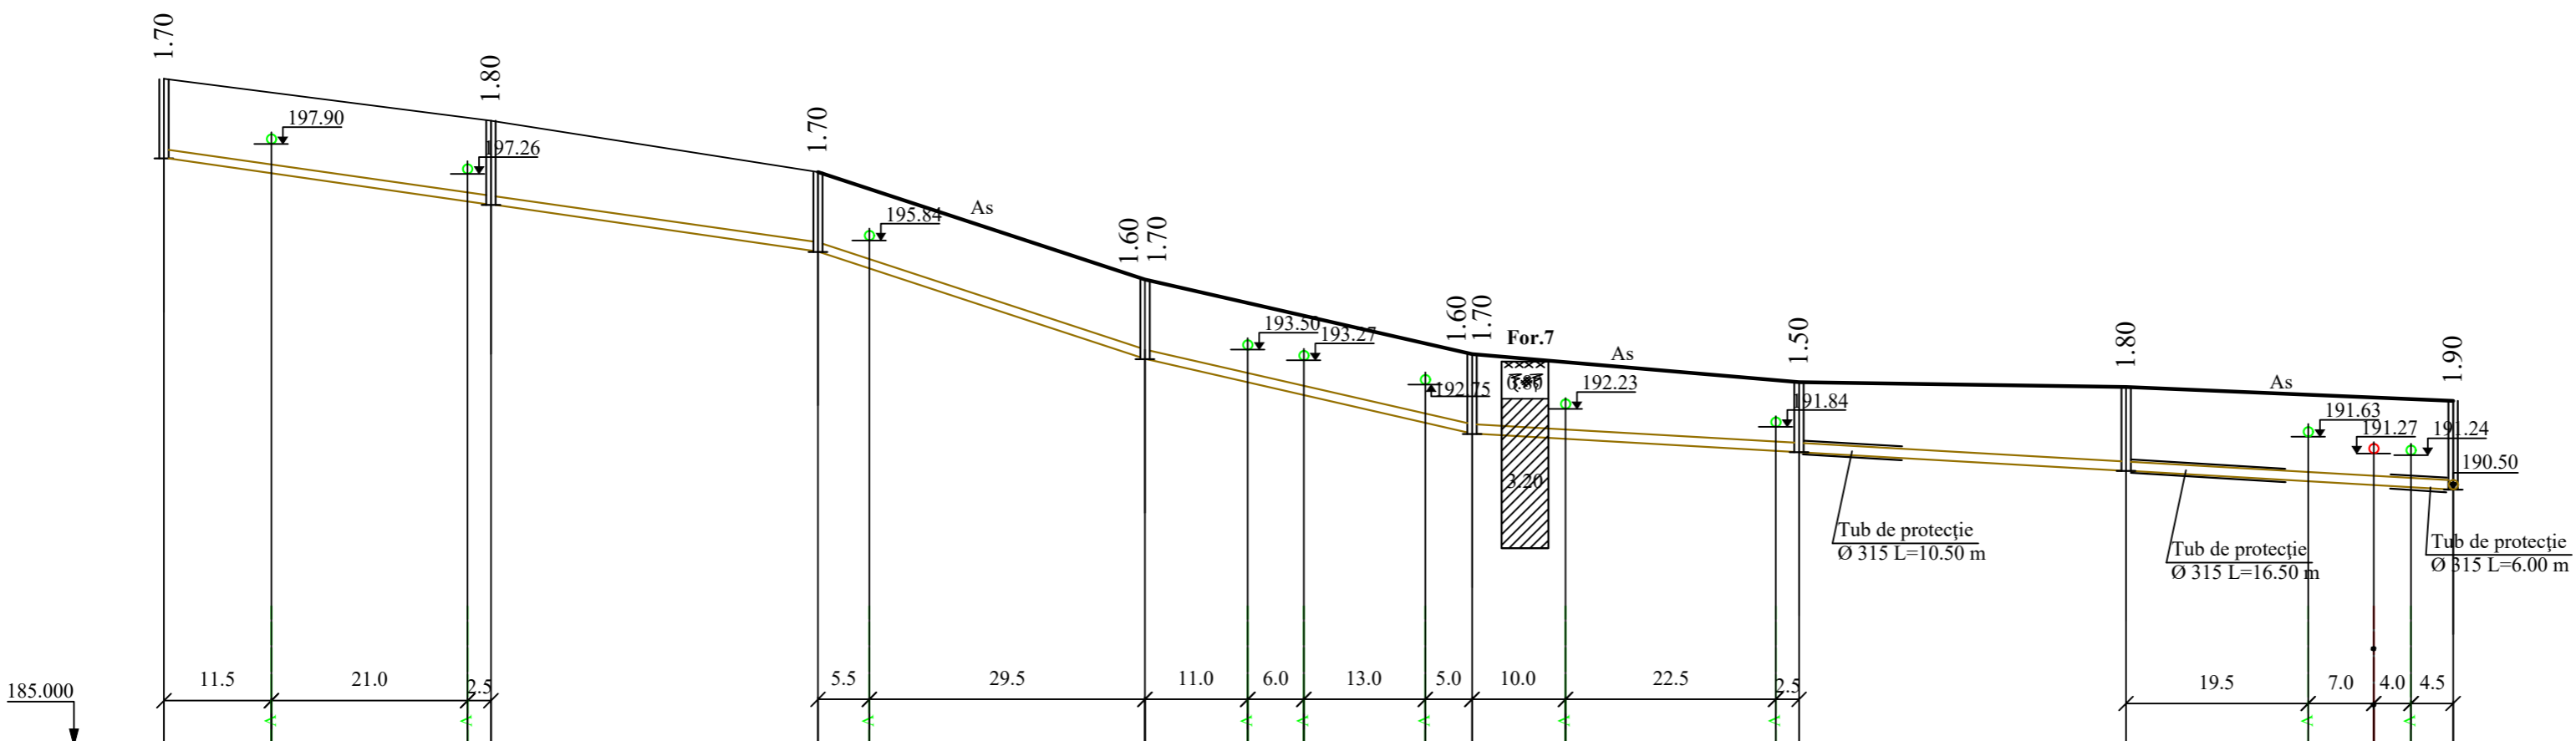 1.70
1.80
1.70
1.60
1.70
1.60
1.70
1.50
1.80
1.90
197.90
197.26
195.84
As
193.50
193.27
192.75
For.7
As
192.23
191.84
As
191.63
191.27
191.24
190.50
3.20
Tub de protecţie
Ø 315 L=10.50 m
Tub de protecţie
Ø 315 L=16.50 m
Tub de protecţie
Ø 315 L=6.00 m
185.000
11.5
21.0
2.5
5.5
29.5
11.0
6.0
13.0
5.0
10.0
22.5
2.5
19.5
7.0
4.0
4.5
A
A
A
A
A
A
A
A
A
A